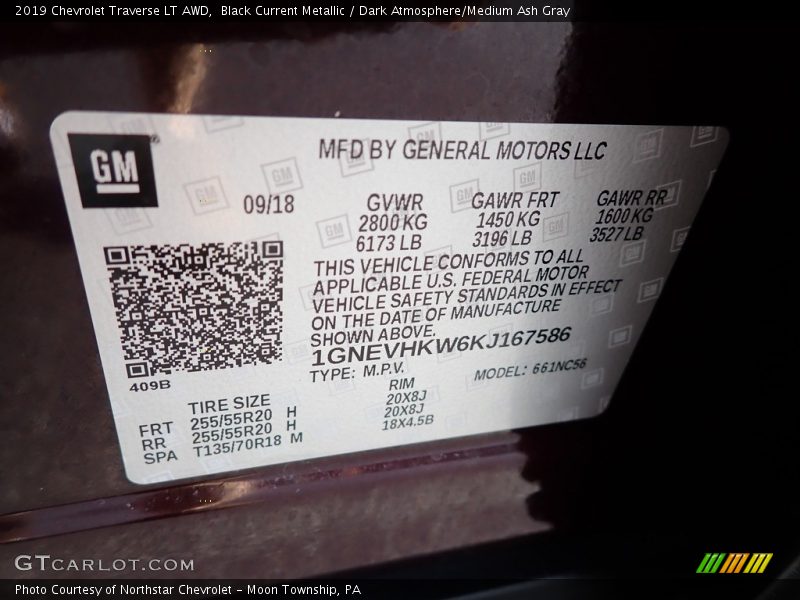 2019 Chevrolet Traverse LT AWD, Black Current Metallic / Dark Atmosphere/Medium Ash Gray
GM
MFD BY GENERAL MOTORS LLC
09/18
GVWR GAWR FRT GAWR RR
2800 KG 1450 KG 1600 KG
6173 LB 3196 LB 3527 LB
THIS VEHICLE CONFORMS TO ALL
APPLICABLE U.S. FEDERAL MOTOR
VEHICLE SAFETY STANDARDS IN EFFECT
ON THE DATE OF MANUFACTURE
SHOWN ABOVE.
1GNEVHKW6KJ167586
TYPE: M.P.V. MODEL: 661NC56
409B
TIRE SIZE RIM
FRT 255/55R20 H 20X8J
RR 255/55R20 H 20X8J
SPA T135/70R18 M 18X4.5B
GTCARLOT.COM
Photo Courtesy of Northstar Chevrolet - Moon Township, PA